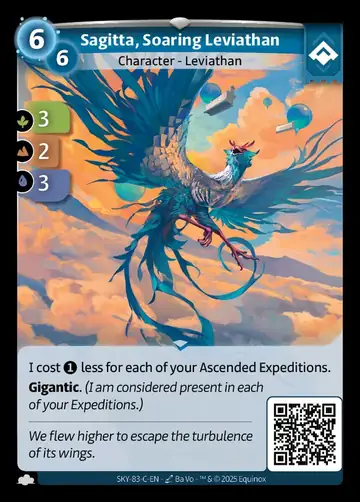 6
Sagitta, Soaring Leviathan
6
Character - Leviathan
3
2
3
I cost 1 less for each of your Ascended Expeditions.
Gigantic. (I am considered present in each
of your Expeditions.)
We flew higher to escape the turbulence
of its wings.
SKY-83-C-EN - Ba Vo - ™ & © 2025 Equinox